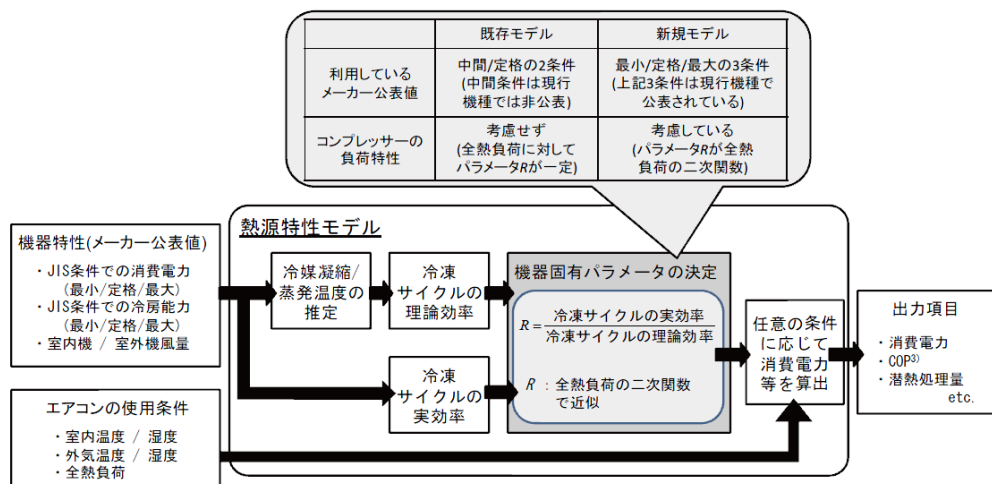 既存モデル
新規モデル
利用している
メーカー公表値
中間/定格の2条件
(中間条件は現行
機種では非公表)
最小/定格/最大の3条件
(上記3条件は現行機種で
公表されている)
コンプレッサーの
負荷特性
考慮せず
(全熱負荷に対して
パラメータRが一定)
考慮している
(パラメータRが全熱
負荷の二次関数)
熱源特性モデル
機器特性(メーカー公表値)
・JIS条件での消費電力
(最小/定格/最大)
・JIS条件での冷房能力
(最小/定格/最大)
・室内機 / 室外機風量
冷媒凝縮/
蒸発温度の
推定
冷凍
サイクルの
理論効率
冷凍
サイクルの
実効率
機器固有パラメータの決定
R=冷凍サイクルの実効率
冷凍サイクルの理論効率
R :全熱負荷の二次関数
で近似
任意の条件
に応じて
消費電力
等を算出
出力項目
・消費電力
・COP3)
・潜熱処理量
etc.
エアコンの使用条件
・室内温度 / 湿度
・外気温度 / 湿度
・全熱負荷